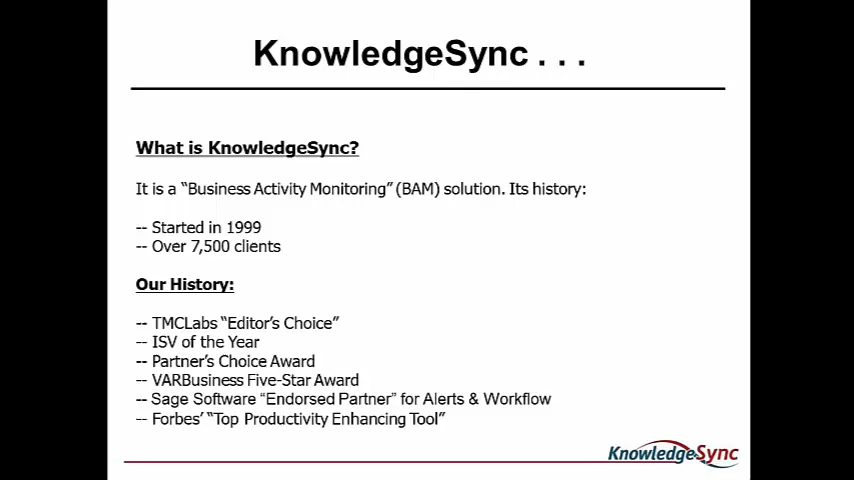 KnowledgeSync . . .
What is KnowledgeSync?
It is a “Business Activity Monitoring” (BAM) solution. Its history:
-- Started in 1999
-- Over 7,500 clients
Our History:
-- TMCLabs “Editor’s Choice”
-- ISV of the Year
-- Partner’s Choice Award
-- VARBusiness Five-Star Award
-- Sage Software “Endorsed Partner” for Alerts & Workflow
-- Forbes’ “Top Productivity Enhancing Tool”
KnowledgeSync